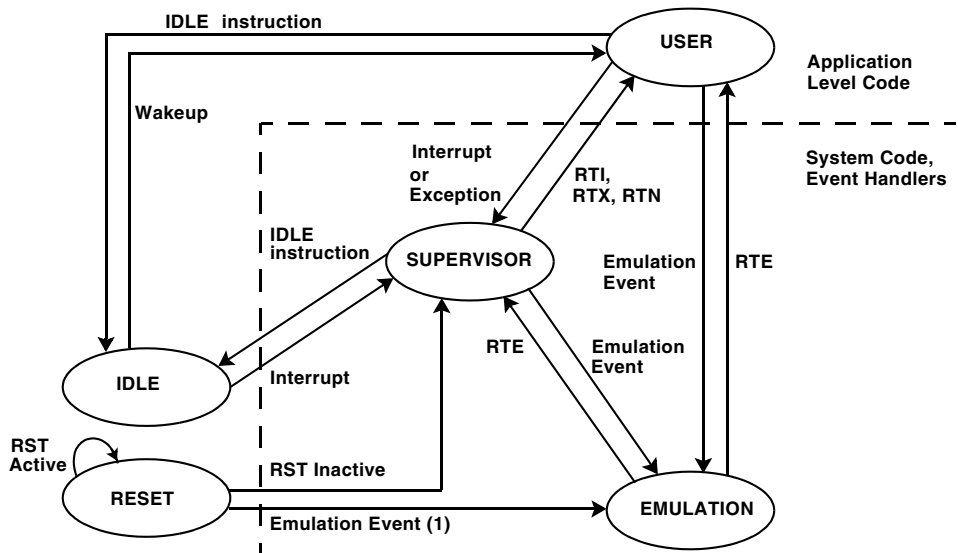 IDLE instruction
USER
Application
Level Code
Wakeup
Interrupt
or
Exception
RTI,
RTX, RTN
System Code,
Event Handlers
IDLE
instruction
SUPERVISOR
Emulation
Event
RTE
RTE
Emulation
Event
IDLE
Interrupt
RST
Active
RESET
RST Inactive
Emulation Event (1)
EMULATION